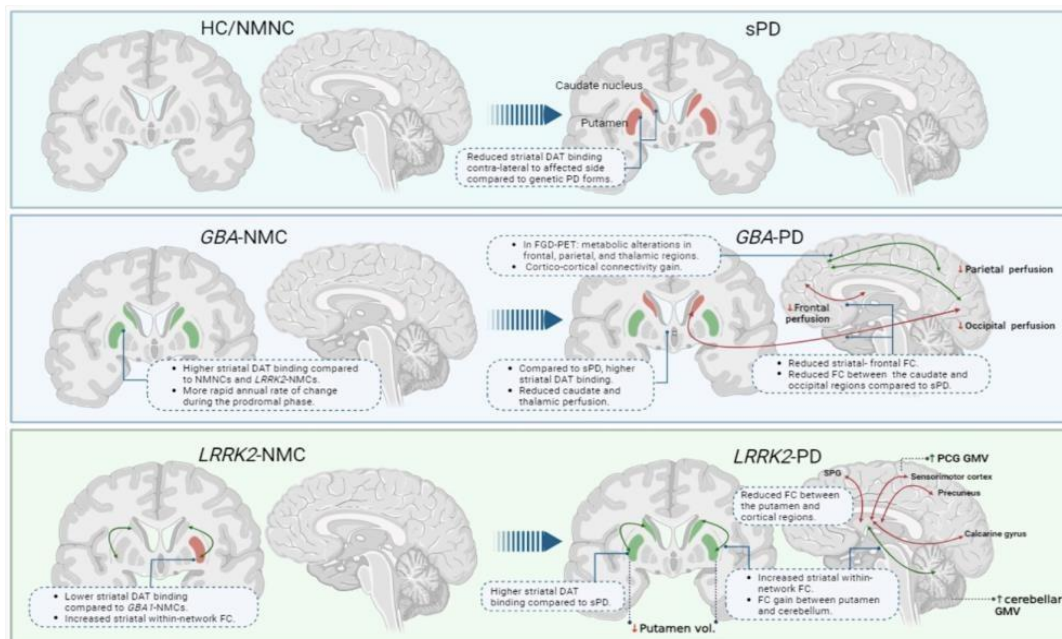 HC/NMNC
sPD
Caudate nucleus
Putamen
Reduced striatal DAT binding
contra-lateral to affected side
compared to genetic PD forms.
GBA-NMC
GBA-PD
• In FGD-PET: metabolic alterations in
frontal, parietal, and thalamic regions.
• Cortico-cortical connectivity gain.
↓Parietal perfusion
↓Frontal
perfusion
↓Occipital perfusion
• Higher striatal DAT binding compared
to NMNCs and LRRK2-NMCs.
• More rapid annual rate of change
during the prodromal phase.
• Compared to sPD, higher
striatal DAT binding.
• Reduced caudate and
thalamic perfusion.
• Reduced striatal- frontal FC.
• Reduced FC between the caudate and
occipital regions compared to sPD.
LRRK2-NMC
LRRK2-PD
↑ PCG GMV
SPG
Sensorimotor cortex
Precuneus
Reduced FC between
the putamen and
cortical regions.
Calcarine gyrus
• Lower striatal DAT binding
compared to GBA1-NMCs.
• Increased striatal within-network FC.
Higher striatal DAT
binding compared to sPD.
• Increased striatal within-
network FC.
• FC gain between putamen
and cerebellum.
↑cerebellar
GMV
↓Putamen vol.